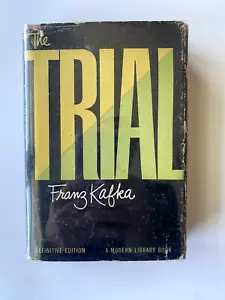 The
TRIAL
Franz Kafka
DEFINITIVE EDITION A MODERN LIBRARY BOOK